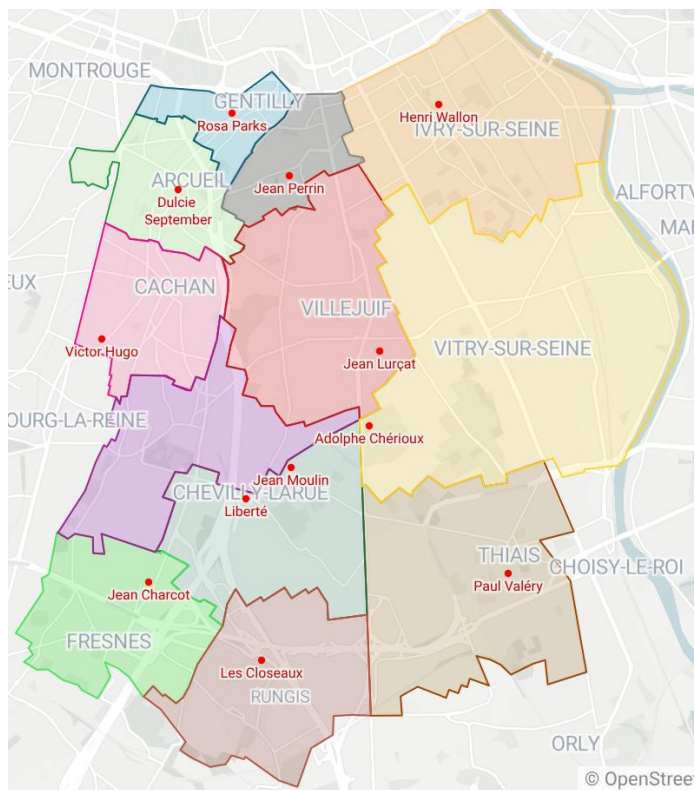 MONTROUGE
GENTILLY
Rosa Parks
Henri Wallon
IVRY-SUR-SEINE
ARCUEIL
Jean Perrin
Dulcie
September
ALFORTV
MA
EUX
CACHAN
VILLEJUIF
Victor Hugo
VITRY-SUR-SEINE
Jean Lurçat
OURG-LA-REINE
Adolphe Chérioux
Jean Moulin
CHEVILLY-LARUE
Liberté
THIAIS
CHOISY-LE-ROI
Jean Charcot
Paul Valéry
FRESNES
Les Closeaux
RUNGIS
ORLY
© OpenStree